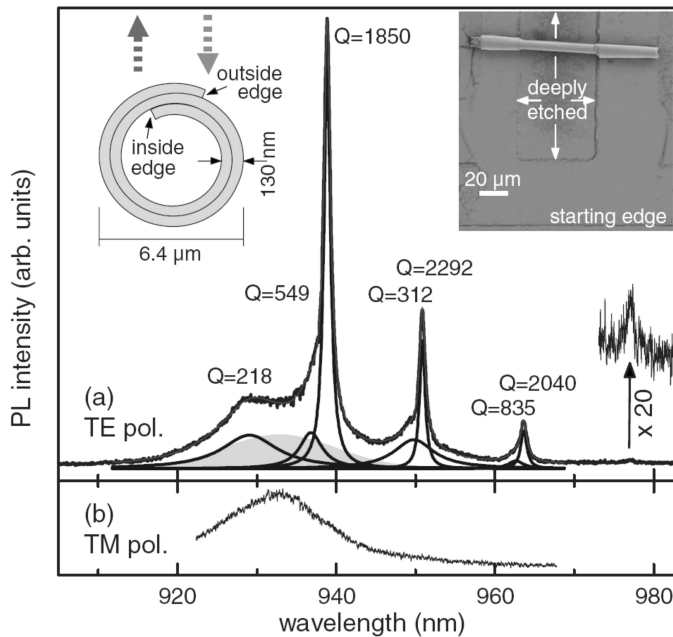 Q=1850
outside
edge
inside
edge
130 nm
6.4 µm
deeply
etched
20 µm
starting edge
Q=549
Q=2292
Q=312
Q=218
Q=2040
Q=835
x 20
(a)
TE pol.
(b)
TM pol.
PL intensity (arb. units)
920 940 960 980
wavelength (nm)